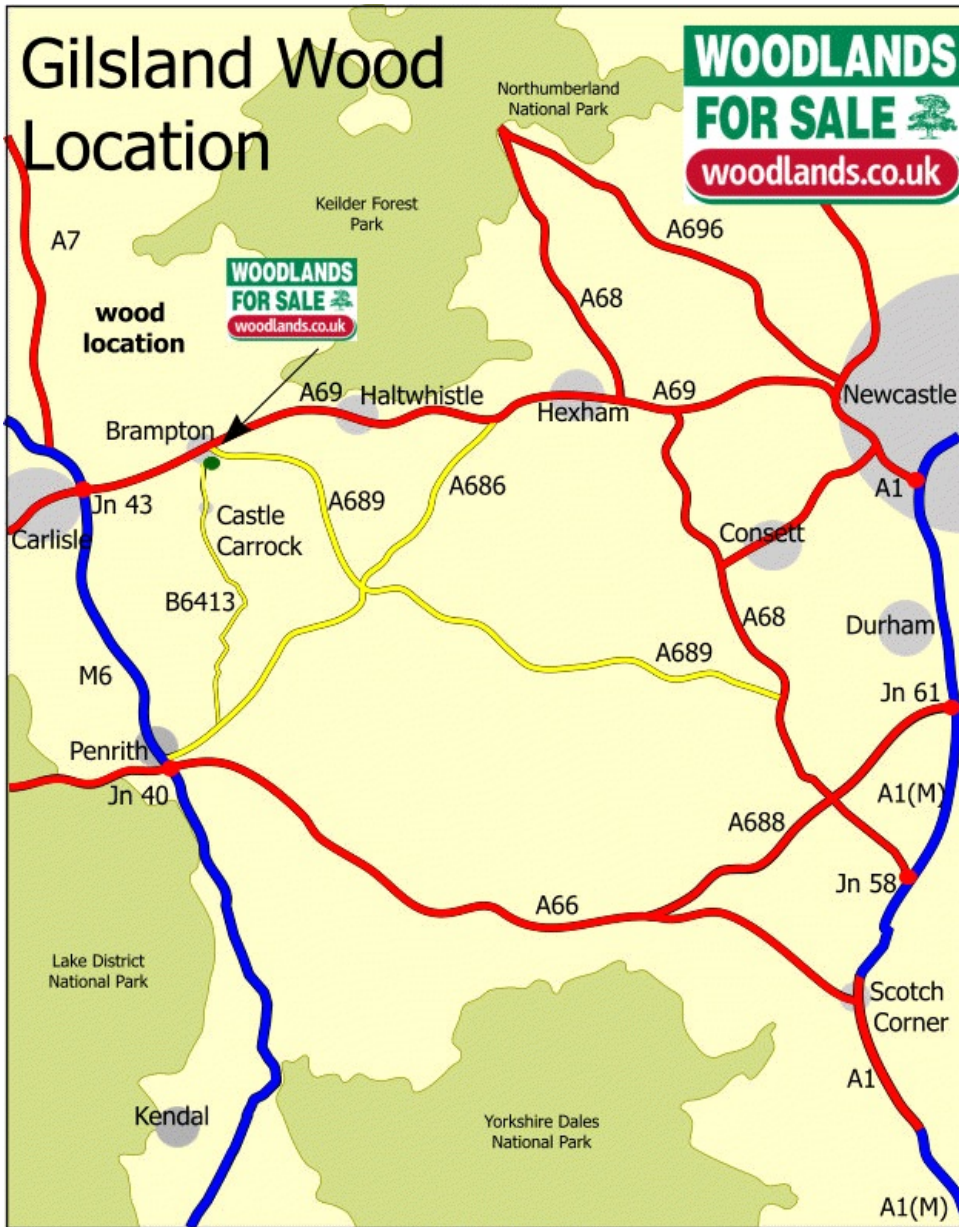 Gilsland Wood
Location
WOODLANDS
FOR SALE
woodlands.co.uk
Northumberland
National Park
Keilder Forest
Park
A7
A696
WOODLANDS
FOR SALE
woodlands.co.uk
wood
location
A68
A69
Haltwhistle
A69
Hexham
Newcastle
Brampton
Jn 43
A689
A686
A1
Castle
Carrock
Carlisle
Consett
B6413
A68
Durham
A689
M6
Jn 61
Penrith
Jn 40
A1(M)
A688
Jn 58
A66
Lake District
National Park
Scotch
Corner
A1
Kendal
Yorkshire Dales
National Park
A1(M)